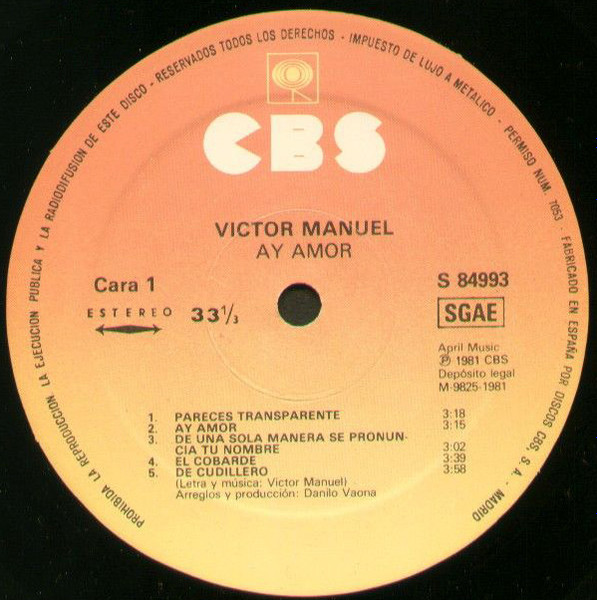 PROHIBIDA LA REPRODUCCION, LA EJECUCION PUBLICA Y LA RADIODIFUSION DE ESTE DISCO - RESERVADOS TODOS LOS DERECHOS - IMPUESTO DE LUJO A METALICO - PERMISO NUM. 7053 - FABRICADO EN ESPAÑA POR DISCOS CBS, S. A. - MADRID
CBS
VICTOR MANUEL
AY AMOR
Cara 1
S 84993
ESTEREO
33 1/3
SGAE
April Music
Ⓟ 1981 CBS
Depósito legal
M-9825-1981
1. PARECES TRANSPARENTE 3:18
2. AY AMOR 3:15
3. DE UNA SOLA MANERA SE PRONUN-
CIA TU NOMBRE 3:02
4. EL COBARDE 3:39
5. DE CUDILLERO 3:58
(Letra y música: Victor Manuel)
Arreglos y producción: Danilo Vaona